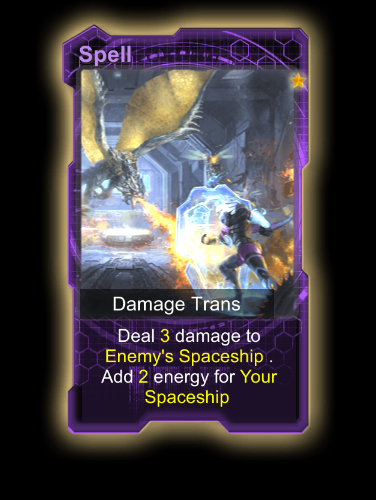 Spell
Damage Trans
Deal 3 damage to
Enemy's Spaceship .
Add 2 energy for Your
Spaceship